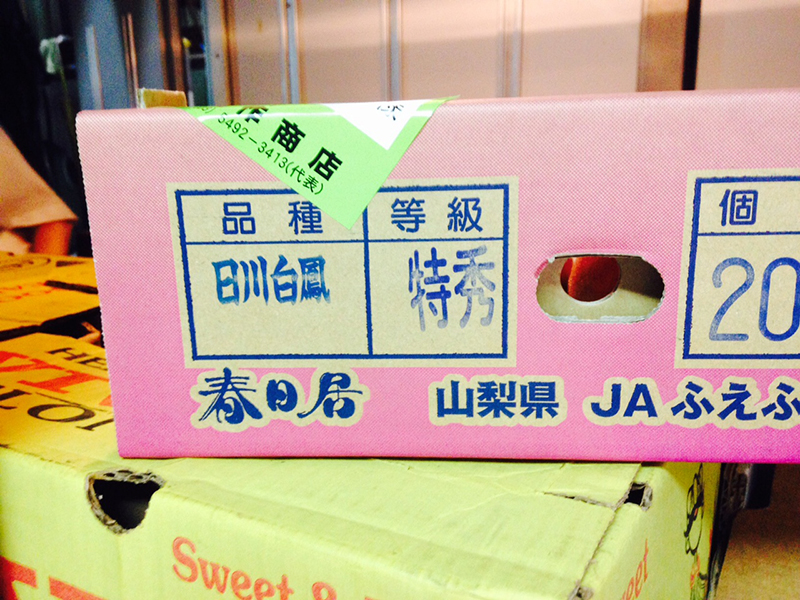 作商店
3492-3413(代表)
品種 等級 個
日川白鳳 特秀 20
春日居 山梨県 JAふえふ
Sweet &